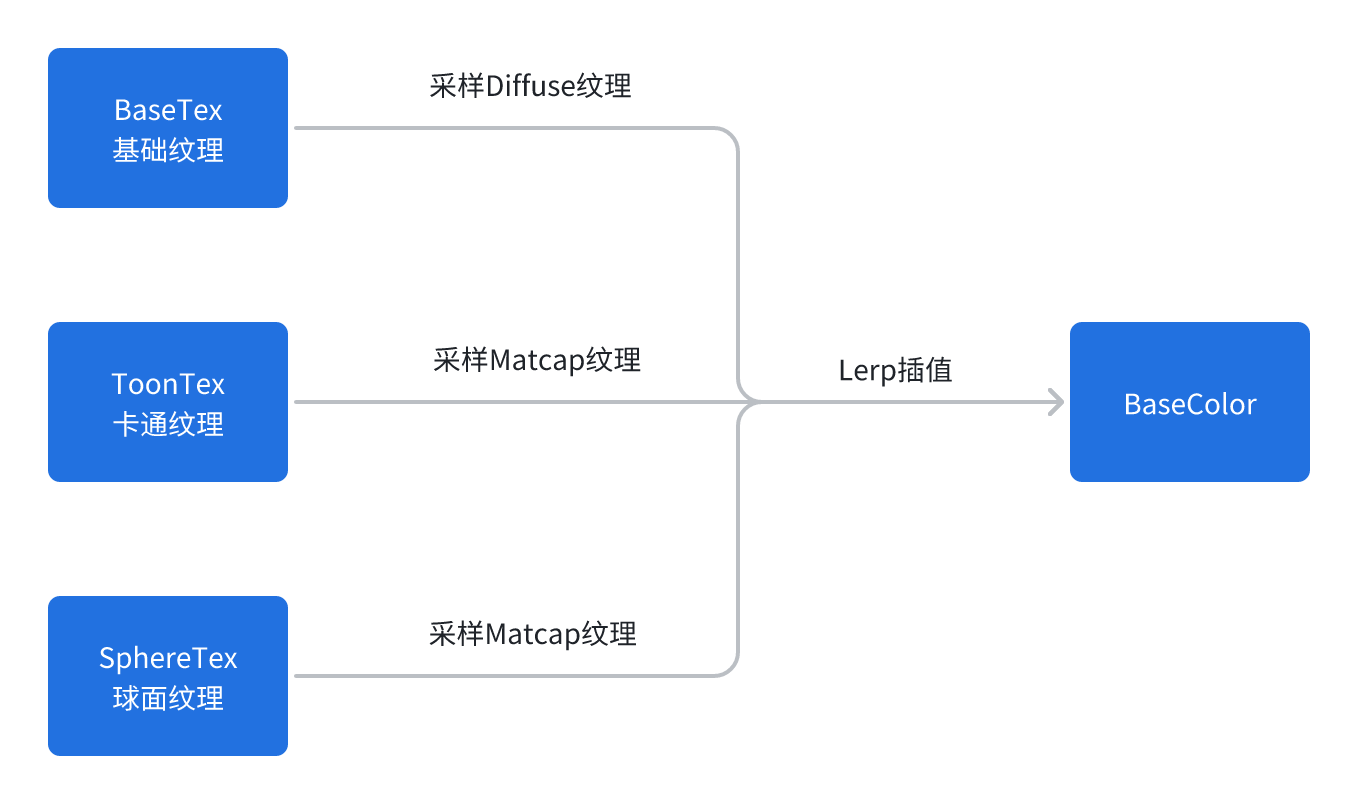 BaseTex
基础纹理
采样Diffuse纹理
ToonTex
卡通纹理
采样Matcap纹理
Lerp插值
BaseColor
SphereTex
球面纹理
采样Matcap纹理